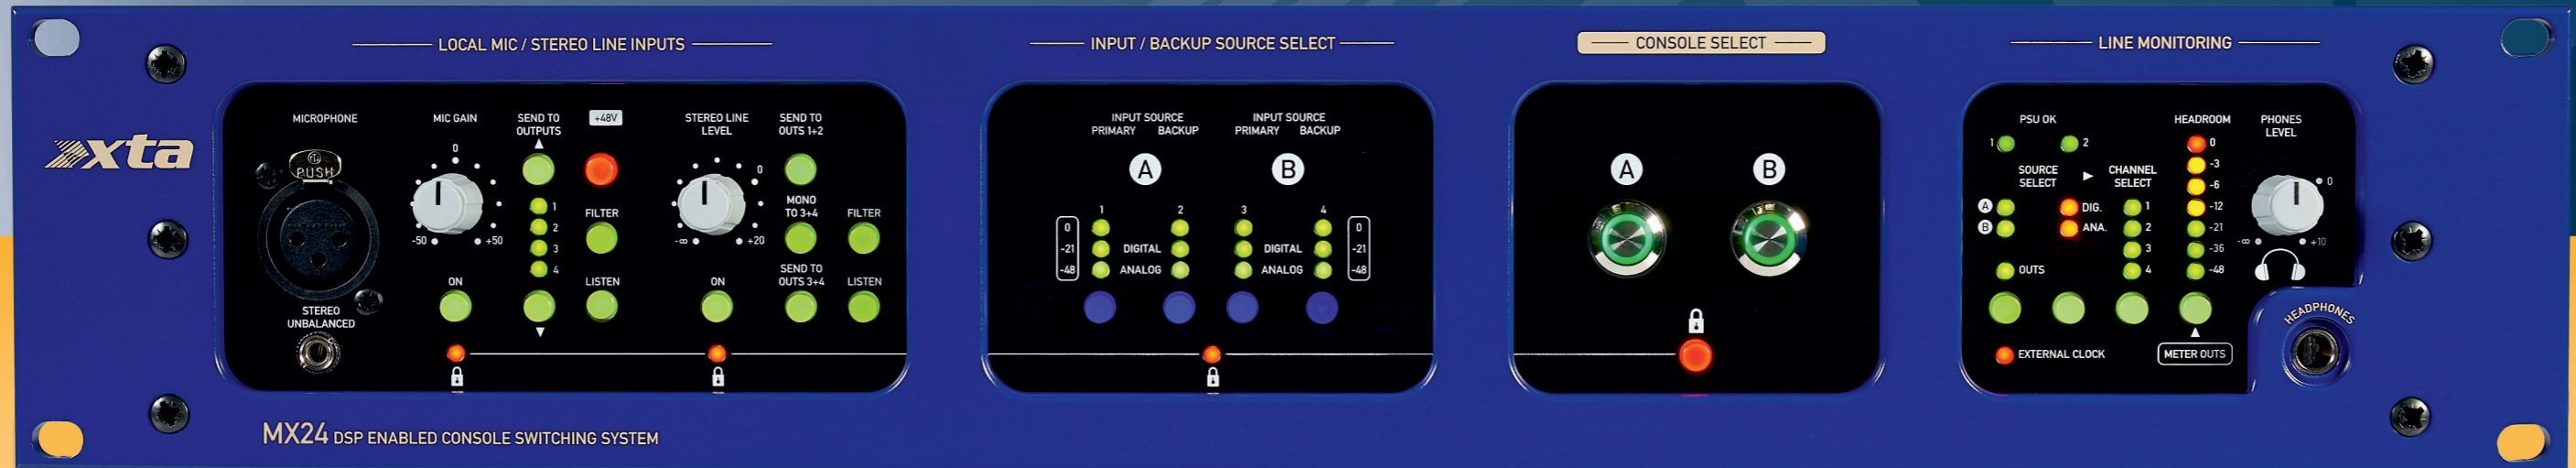 LOCAL MIC / STEREO LINE INPUTS
INPUT / BACKUP SOURCE SELECT
CONSOLE SELECT
LINE MONITORING
xta
MICROPHONE
PUSH
STEREO
UNBALANCED
MIC GAIN
0
-50
+50
ON
SEND TO
OUTPUTS
1
2
3
4
+48V
FILTER
LISTEN
STEREO LINE
LEVEL
0
-∞
+20
ON
SEND TO
OUTS 1+2
MONO
TO 3+4
SEND TO
OUTS 3+4
FILTER
LISTEN
INPUT SOURCE
PRIMARY BACKUP
A
INPUT SOURCE
PRIMARY BACKUP
B
1 2 3 4
0 0
-21 DIGITAL DIGITAL -21
-48 ANALOG ANALOG -48
A B
PSU OK
1 2
SOURCE
SELECT
CHANNEL
SELECT
A DIG. 1
B ANA. 2
3
OUTS 4
EXTERNAL CLOCK
HEADROOM
0
-3
-6
-12
-21
-36
-48
METER OUTS
PHONES
LEVEL
0
-∞
+10
HEADPHONES
MX24 DSP ENABLED CONSOLE SWITCHING SYSTEM